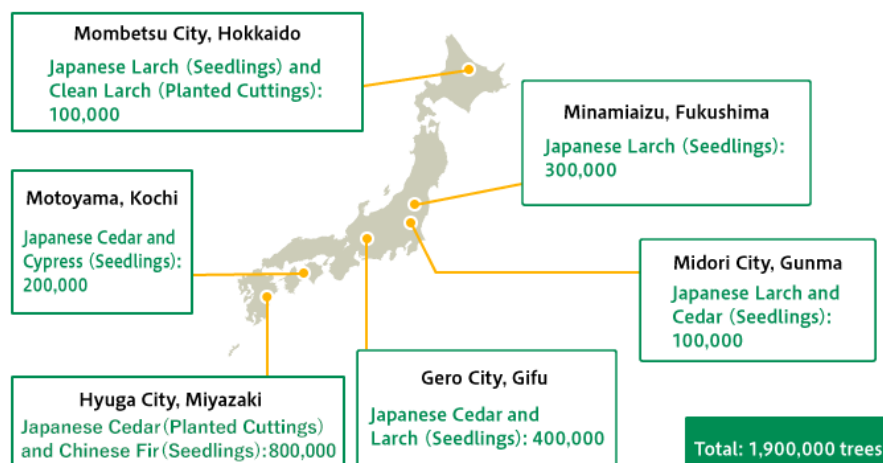 Mombetsu City, Hokkaido
Japanese Larch (Seedlings) and
Clean Larch (Planted Cuttings):
100,000
Minamiaizu, Fukushima
Japanese Larch (Seedlings):
300,000
Motoyama, Kochi
Japanese Cedar and
Cypress (Seedlings):
200,000
Midori City, Gunma
Japanese Larch and
Cedar (Seedlings):
100,000
Hyuga City, Miyazaki
Japanese Cedar(Planted Cuttings)
and Chinese Fir(Seedlings):800,000
Gero City, Gifu
Japanese Cedar and
Larch (Seedlings): 400,000
Total: 1,900,000 trees